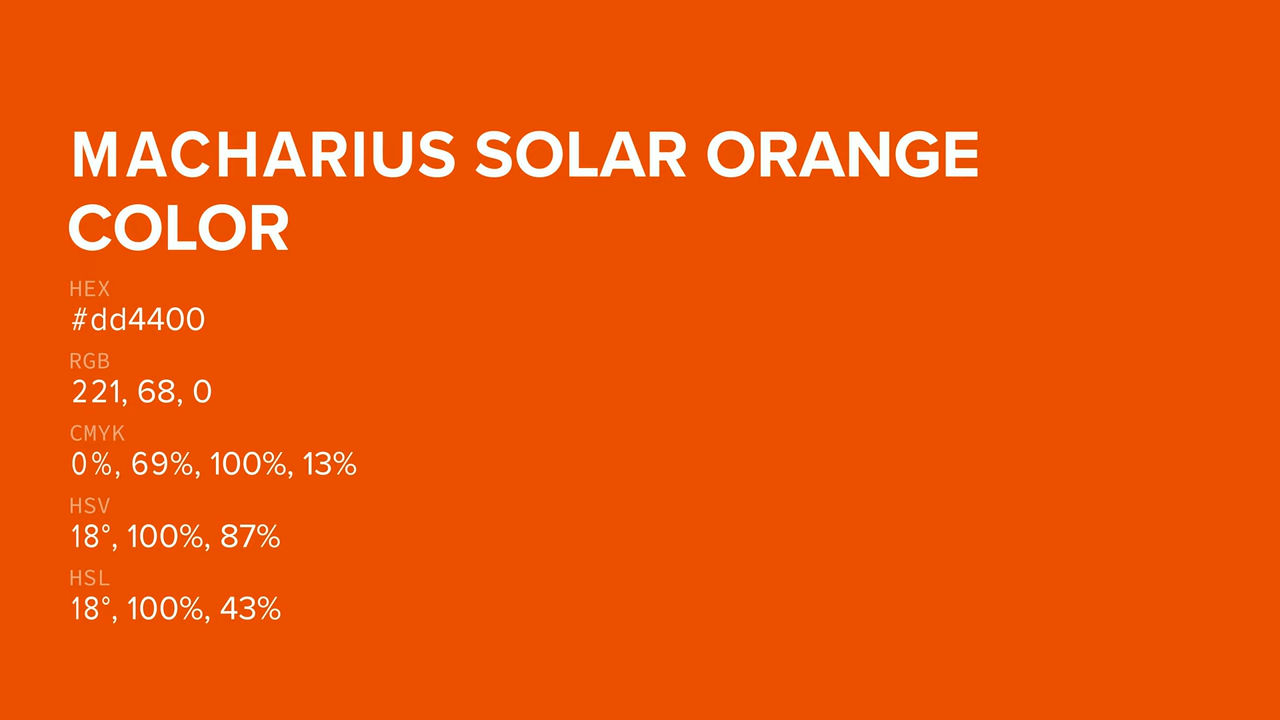 MACHARIUS SOLAR ORANGE
COLOR
HEX
#dd4400
RGB
221, 68, 0
CMYK
0%, 69%, 100%, 13%
HSV
18°, 100%, 87%
HSL
18°, 100%, 43%